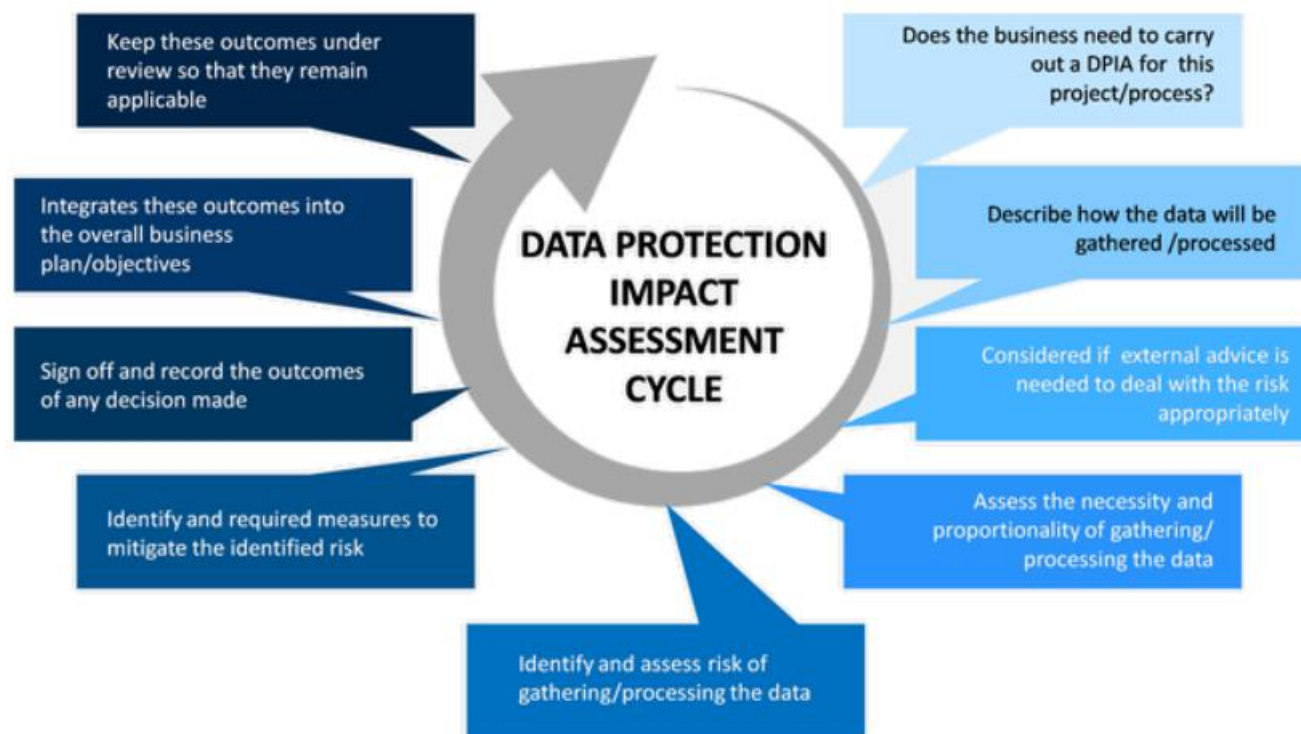 Keep these outcomes under
review so that they remain
applicable
Does the business need to carry
out a DPIA for this
project/process?
Integrates these outcomes into
the overall business
plan/objectives
Describe how the data will be
gathered /processed
DATA PROTECTION
IMPACT
ASSESSMENT
CYCLE
Sign off and record the outcomes
of any decision made
Considered if external advice is
needed to deal with the risk
appropriately
Identify and required measures to
mitigate the identified risk
Assess the necessity and
proportionality of gathering/
processing the data
Identify and assess risk of
gathering/processing the data